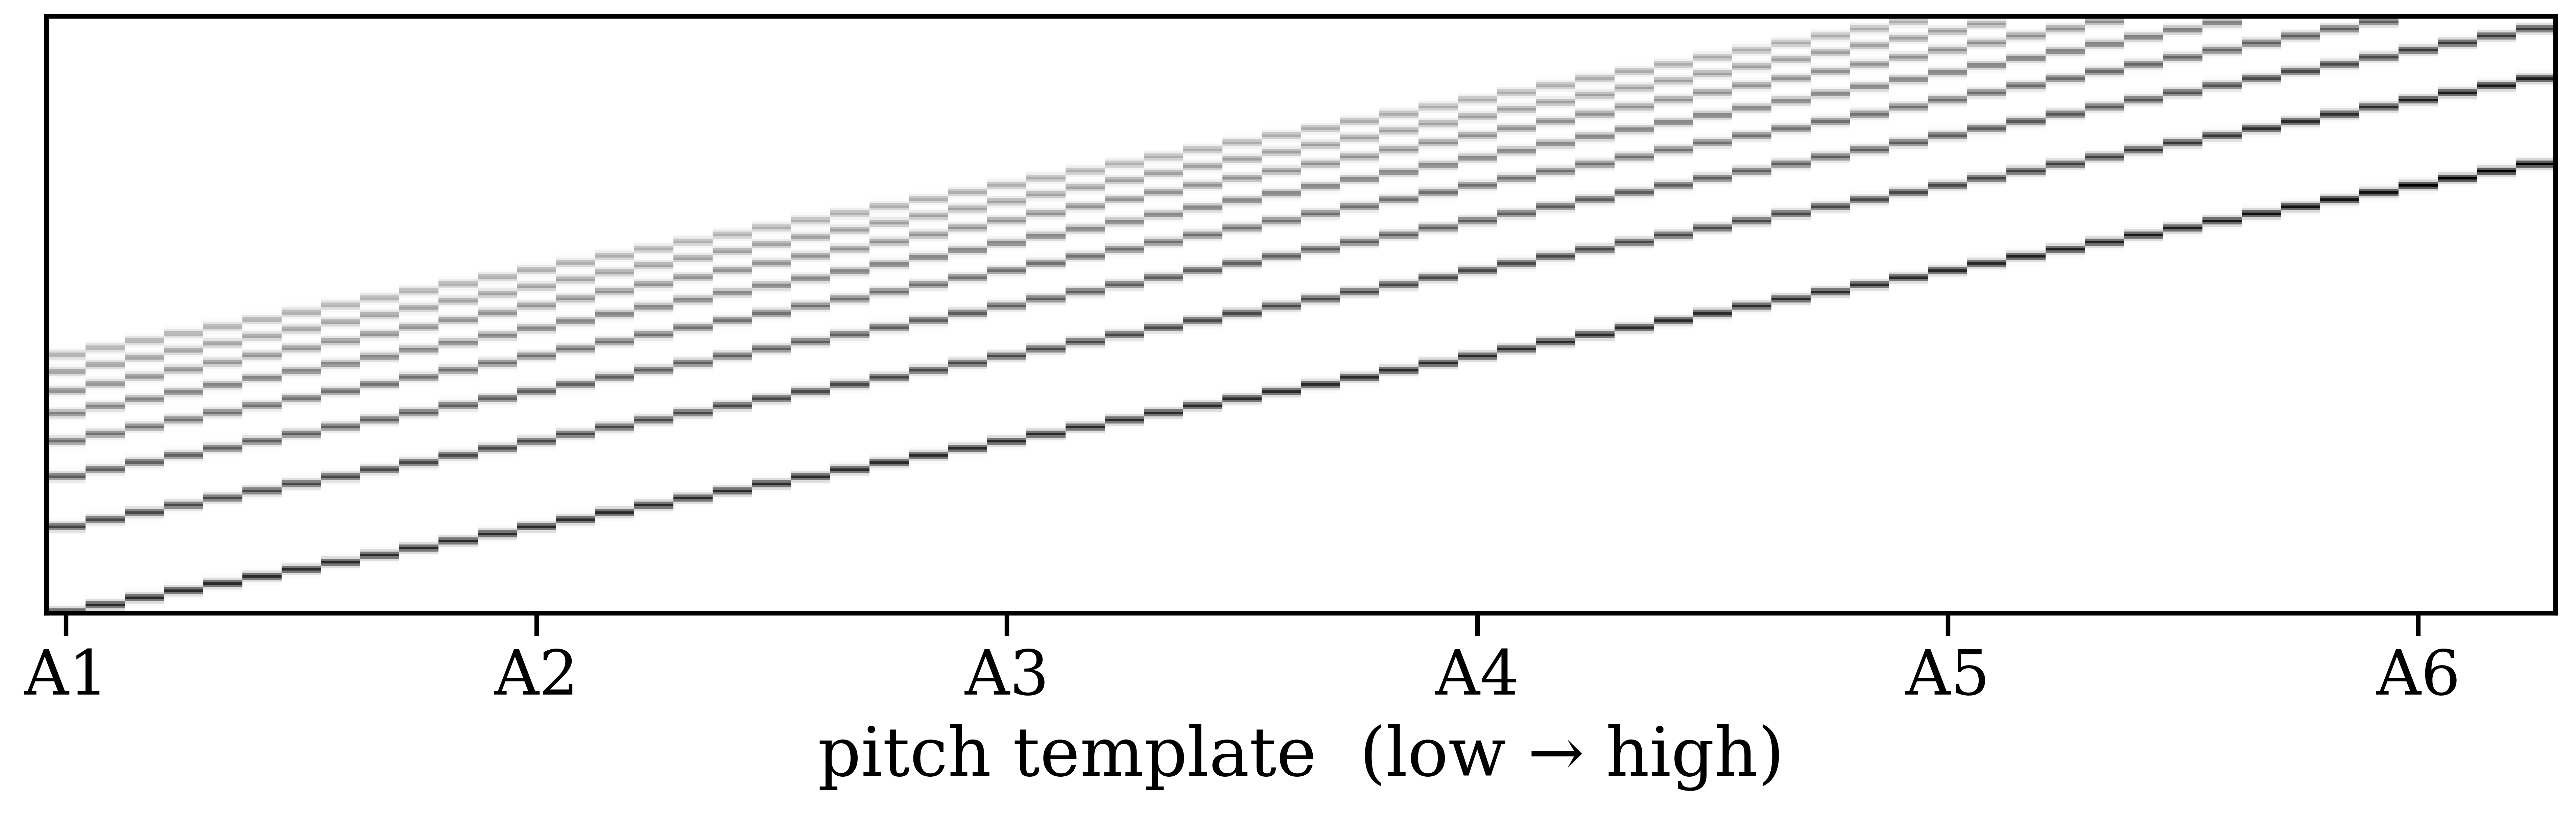 A1 A2 A3 A4 A5 A6
pitch template (low → high)